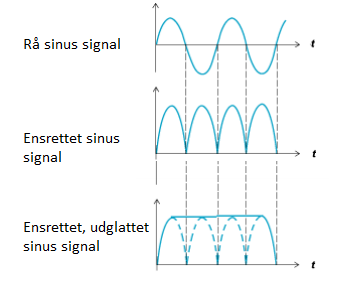 Rå sinus signal
t
Ensrettet sinus
signal
t
Ensrettet, udglattet
sinus signal
t